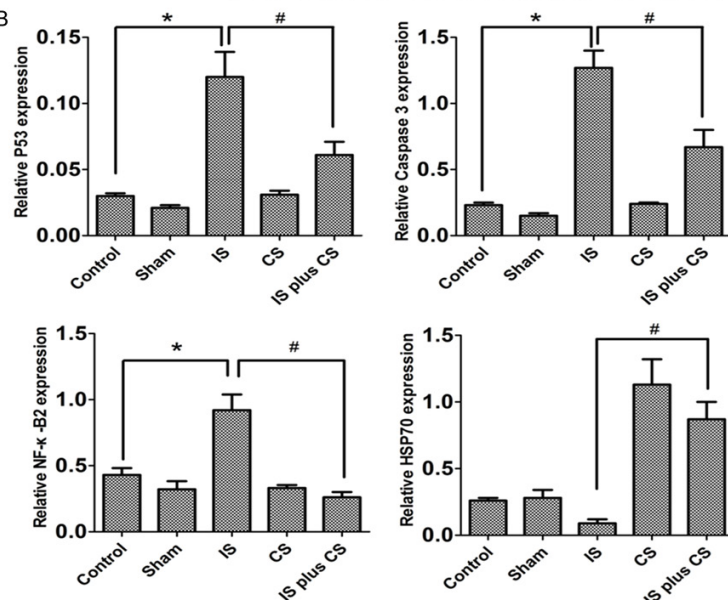 B
Relative P53 expression
0.15
0.10
0.05
0.00
*
#
Control
Sham
IS
CS
IS plus CS
Relative Caspase 3 expression
1.5
1.0
0.5
0.0
*
#
Control
Sham
IS
CS
IS plus CS
Relative NF-κ -B2 expression
1.5
1.0
0.5
0.0
*
#
Control
Sham
IS
CS
IS plus CS
Relative HSP70 expression
1.5
1.0
0.5
0.0
#
Control
Sham
IS
CS
IS plus CS